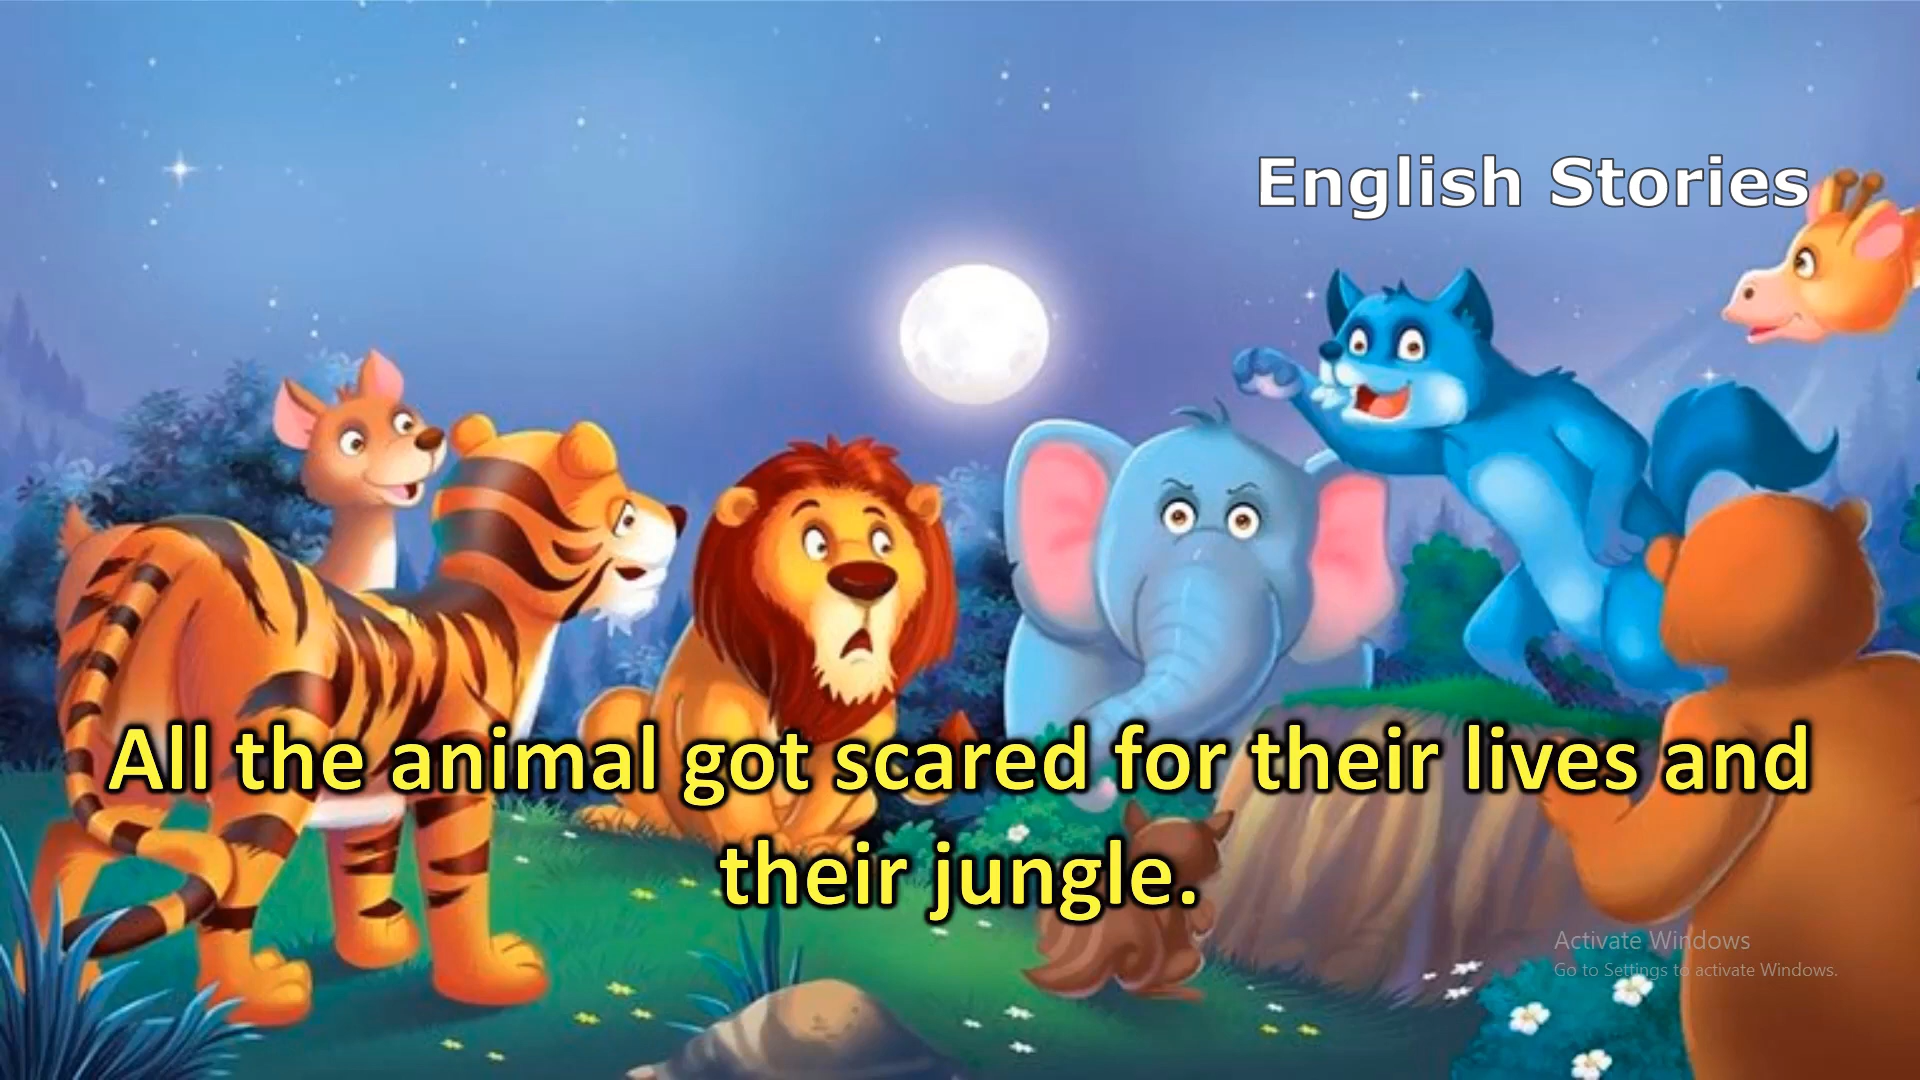 English Stories
All the animal got scared for their lives and
their jungle.
Activate Windows
Go to Settings to activate Windows.